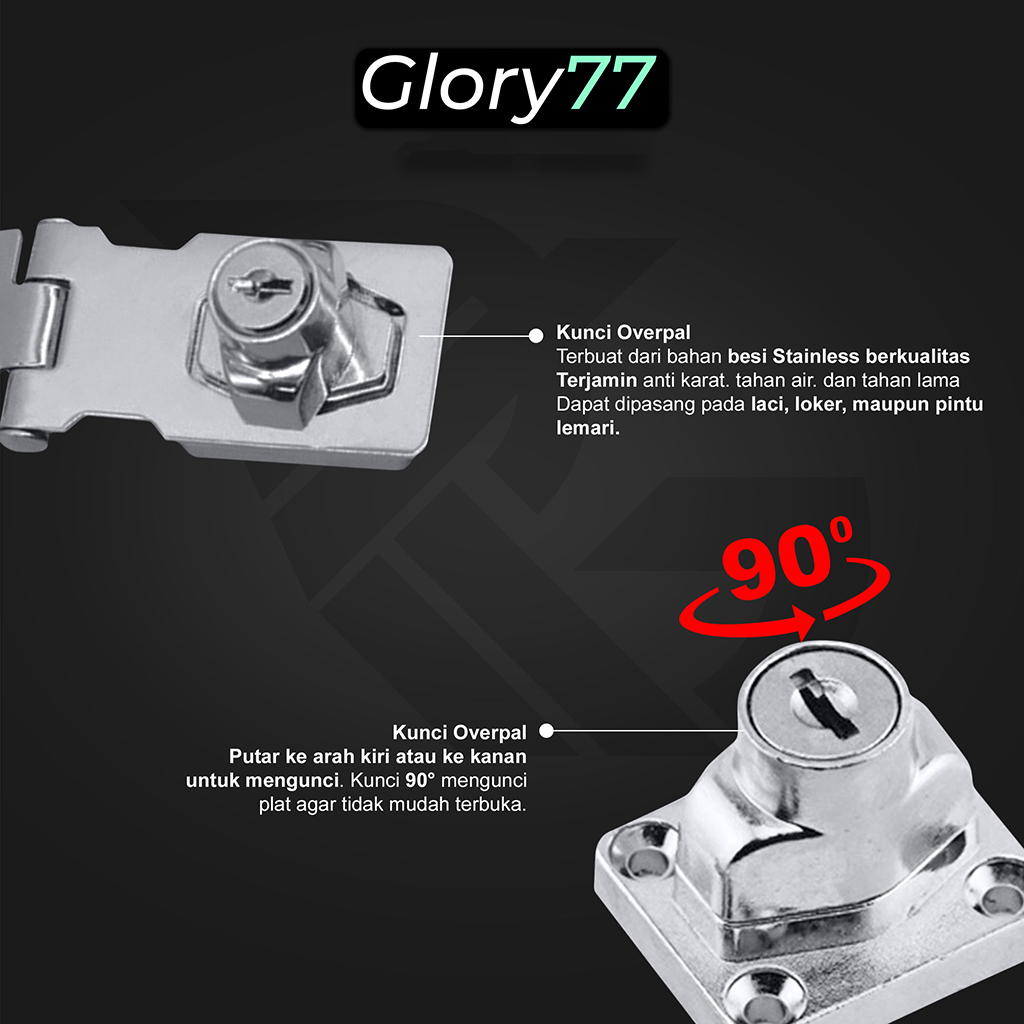 Glory77
Kunci Overpal
Terbuat dari bahan besi Stainless berkualitas
Terjamin anti karat. tahan air. dan tahan lama
Dapat dipasang pada laci, loker, maupun pintu
lemari.
90⁰
Kunci Overpal
Putar ke arah kiri atau ke kanan
untuk mengunci. Kunci 90° mengunci
plat agar tidak mudah terbuka.